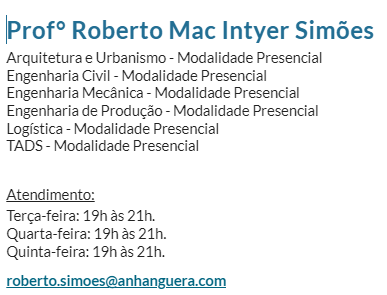 Prof° Roberto Mac Intyer Simões
Arquitetura e Urbanismo - Modalidade Presencial
Engenharia Civil - Modalidade Presencial
Engenharia Mecânica - Modalidade Presencial
Engenharia de Produção - Modalidade Presencial
Logística - Modalidade Presencial
TADS - Modalidade Presencial
Atendimento:
Terça-feira: 19h às 21h.
Quarta-feira: 19h às 21h.
Quinta-feira: 19h às 21h.
roberto.simoes@anhanguera.com